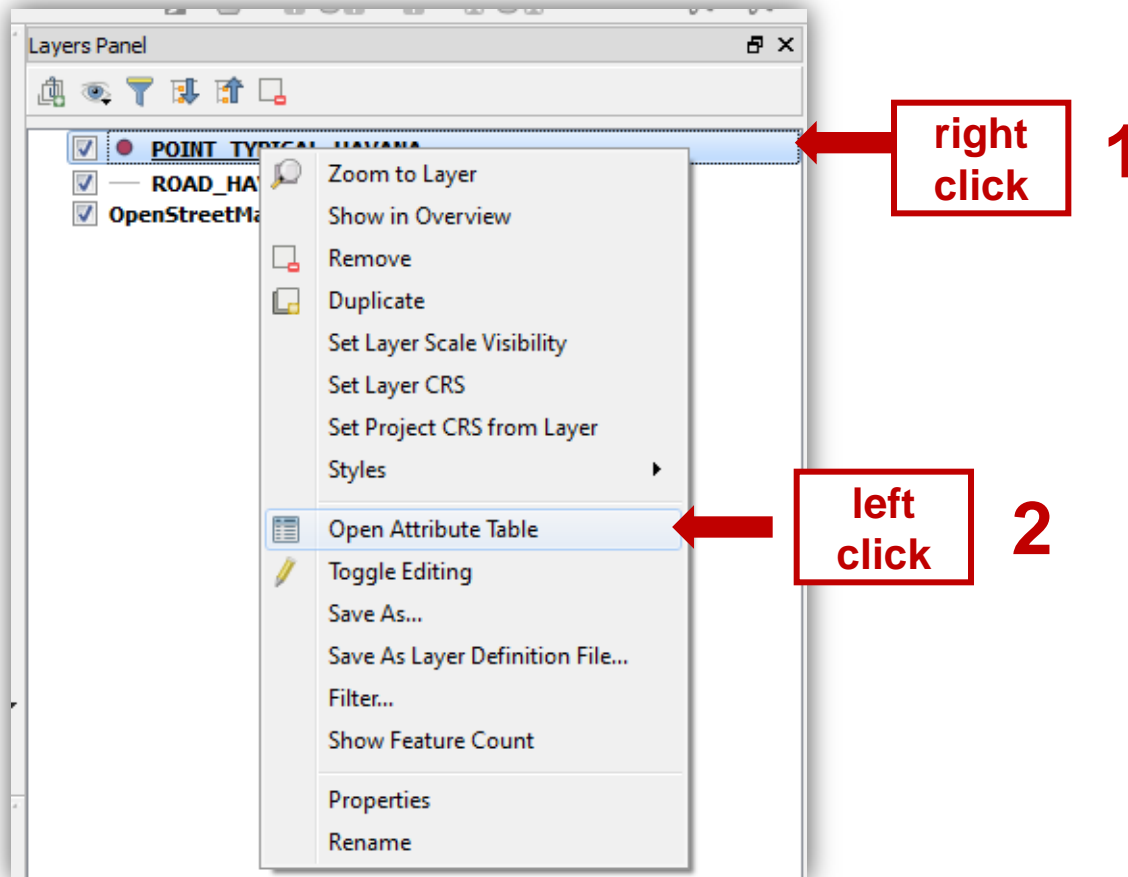 Layers Panel
right
click
1
POINT_TYPICAL_HAVANA
ROAD_HA
OpenStreetMa
Zoom to Layer
Show in Overview
Remove
Duplicate
Set Layer Scale Visibility
Set Layer CRS
Set Project CRS from Layer
Styles
left
click
2
Open Attribute Table
Toggle Editing
Save As...
Save As Layer Definition File...
Filter...
Show Feature Count
Properties
Rename